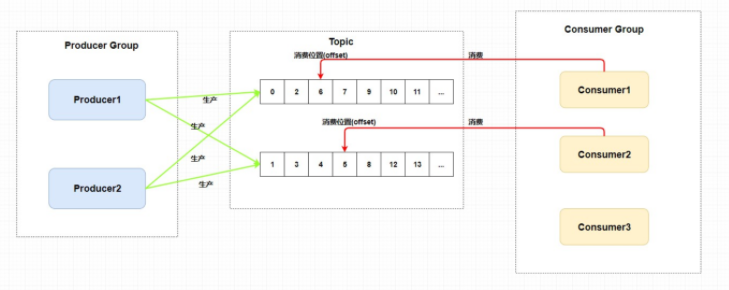 Producer Group
Topic
Consumer Group
消费位置(offset)
消费
Producer1
生产
0 2 6 7 9 10 11 ...
Consumer1
生产
消费位置(offset)
消费
生产
Consumer2
1 3 4 5 8 12 13 ...
Producer2
生产
Consumer3